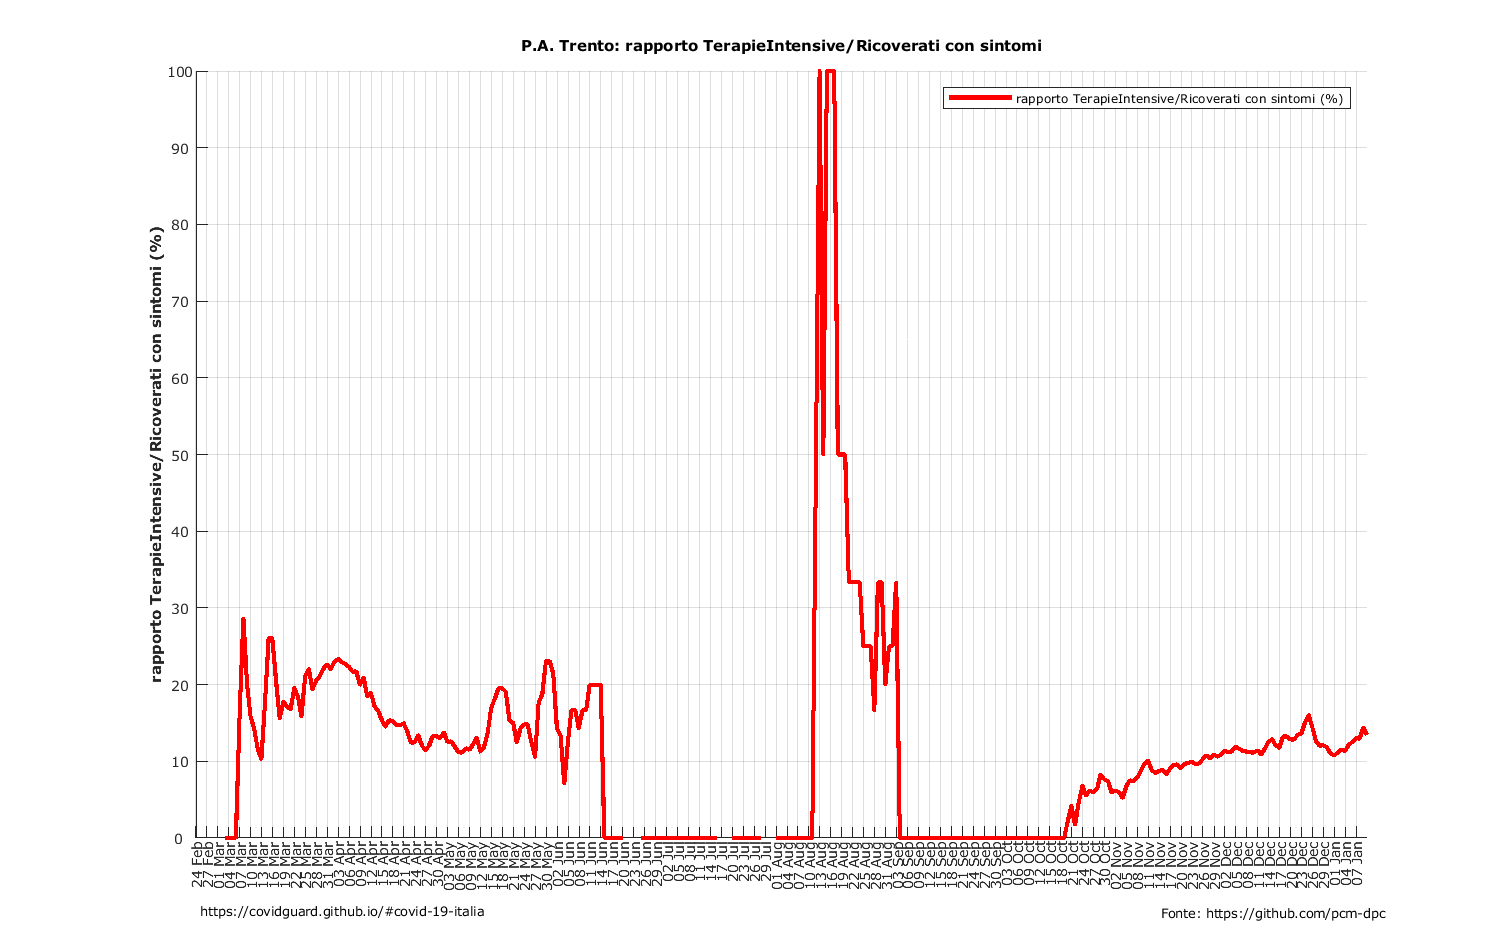 P.A. Trento: rapporto TerapieIntensive/Ricoverati con sintomi
rapporto TerapieIntensive/Ricoverati con sintomi (%)
rapporto TerapieIntensive/Ricoverati con sintomi (%)
100
90
80
70
60
50
40
30
20
10
0
24 Feb
27 Feb
01 Mar
04 Mar
07 Mar
10 Mar
13 Mar
16 Mar
19 Mar
22 Mar
25 Mar
28 Mar
31 Mar
03 Apr
06 Apr
09 Apr
12 Apr
15 Apr
18 Apr
21 Apr
24 Apr
27 Apr
30 Apr
03 May
06 May
09 May
12 May
15 May
18 May
21 May
24 May
27 May
30 May
02 Jun
05 Jun
08 Jun
11 Jun
14 Jun
17 Jun
20 Jun
23 Jun
26 Jun
29 Jun
02 Jul
05 Jul
08 Jul
11 Jul
14 Jul
17 Jul
20 Jul
23 Jul
26 Jul
29 Jul
01 Aug
04 Aug
07 Aug
10 Aug
13 Aug
16 Aug
19 Aug
22 Aug
25 Aug
28 Aug
31 Aug
03 Sep
06 Sep
09 Sep
12 Sep
15 Sep
18 Sep
21 Sep
24 Sep
27 Sep
30 Sep
03 Oct
06 Oct
09 Oct
12 Oct
15 Oct
18 Oct
21 Oct
24 Oct
27 Oct
30 Oct
02 Nov
05 Nov
08 Nov
11 Nov
14 Nov
17 Nov
20 Nov
23 Nov
26 Nov
29 Nov
02 Dec
05 Dec
08 Dec
11 Dec
14 Dec
17 Dec
20 Dec
23 Dec
26 Dec
29 Dec
01 Jan
04 Jan
07 Jan
https://covidguard.github.io/#covid-19-italia
Fonte: https://github.com/pcm-dpc